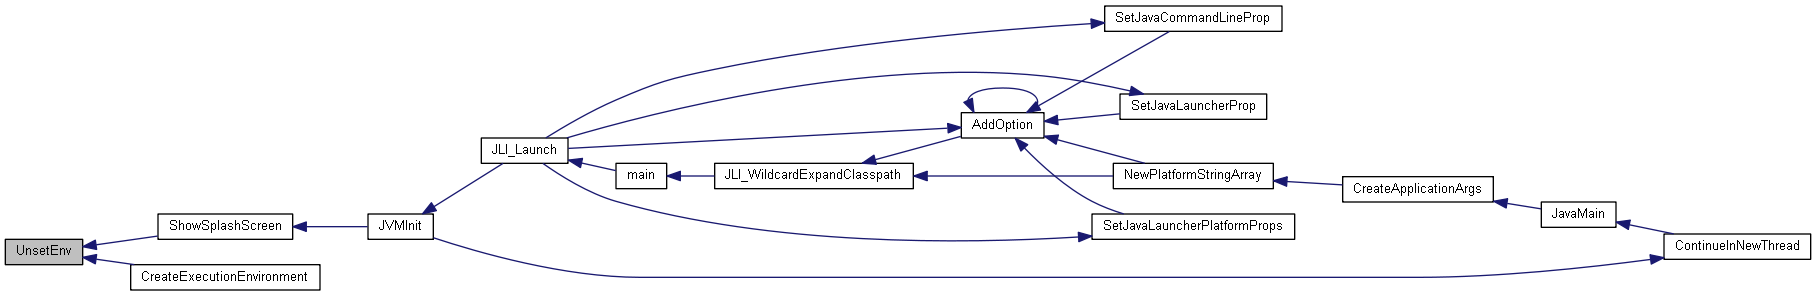 SetJavaCommandLineProp
SetJavaLauncherProp
AddOption
JLI_Launch
main
JLI_WildcardExpandClasspath
NewPlatformStringArray
CreateApplicationArgs
JavaMain
ShowSplashScreen
JVMInit
SetJavaLauncherPlatformProps
ContinueInNewThread
UnsetEnv
CreateExecutionEnvironment